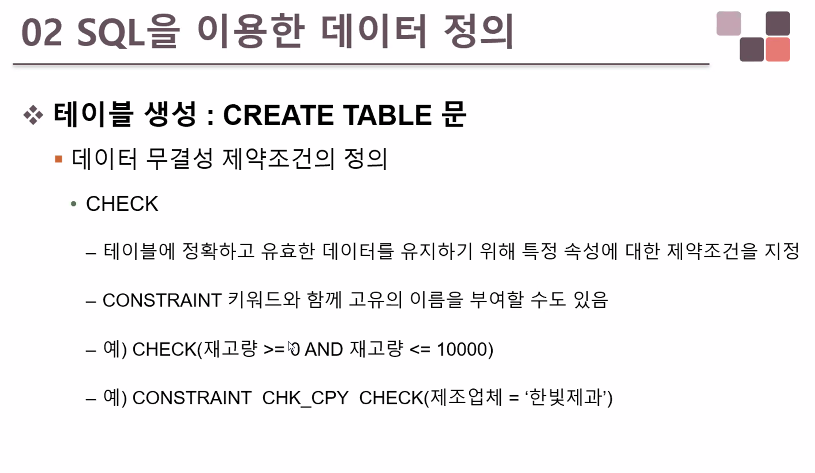 02 SQL을 이용한 데이터 정의
❖ 테이블 생성 : CREATE TABLE 문
▪ 데이터 무결성 제약조건의 정의
• CHECK
– 테이블에 정확하고 유효한 데이터를 유지하기 위해 특정 속성에 대한 제약조건을 지정
– CONSTRAINT 키워드와 함께 고유의 이름을 부여할 수도 있음
– 예) CHECK(재고량 >= 0 AND 재고량 <= 10000)
– 예) CONSTRAINT CHK_CPY CHECK(제조업체 = ‘한빛제과’)